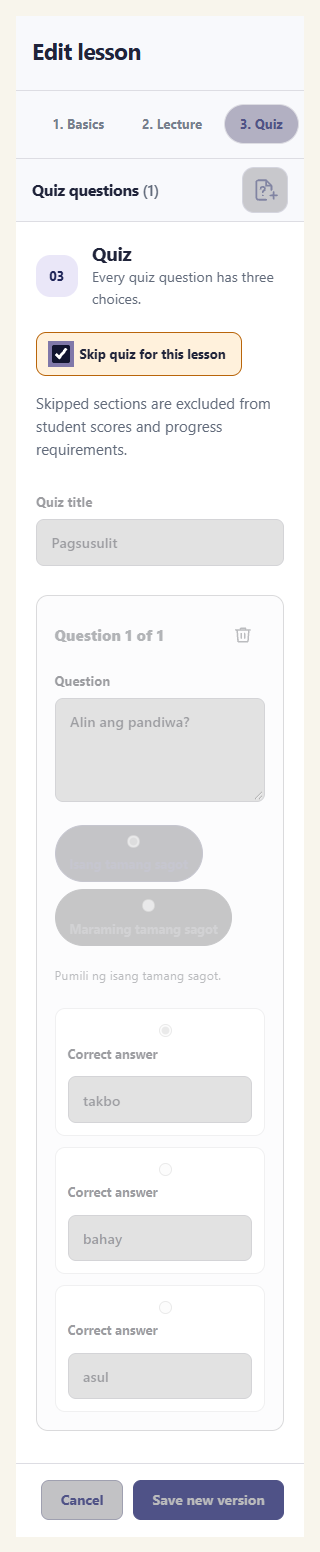 Edit lesson
1. Basics
2. Lecture
3. Quiz
Quiz questions (1)
03
Quiz
Every quiz question has three
choices.
Skip quiz for this lesson
Skipped sections are excluded from
student scores and progress
requirements.
Quiz title
Pagsusulit
Question 1 of 1
Question
Alin ang pandiwa?
Maraming tamang sagot
Pumili ng isang tamang sagot.
Correct answer
takbo
Correct answer
bahay
Correct answer
asul
Cancel
Save new version